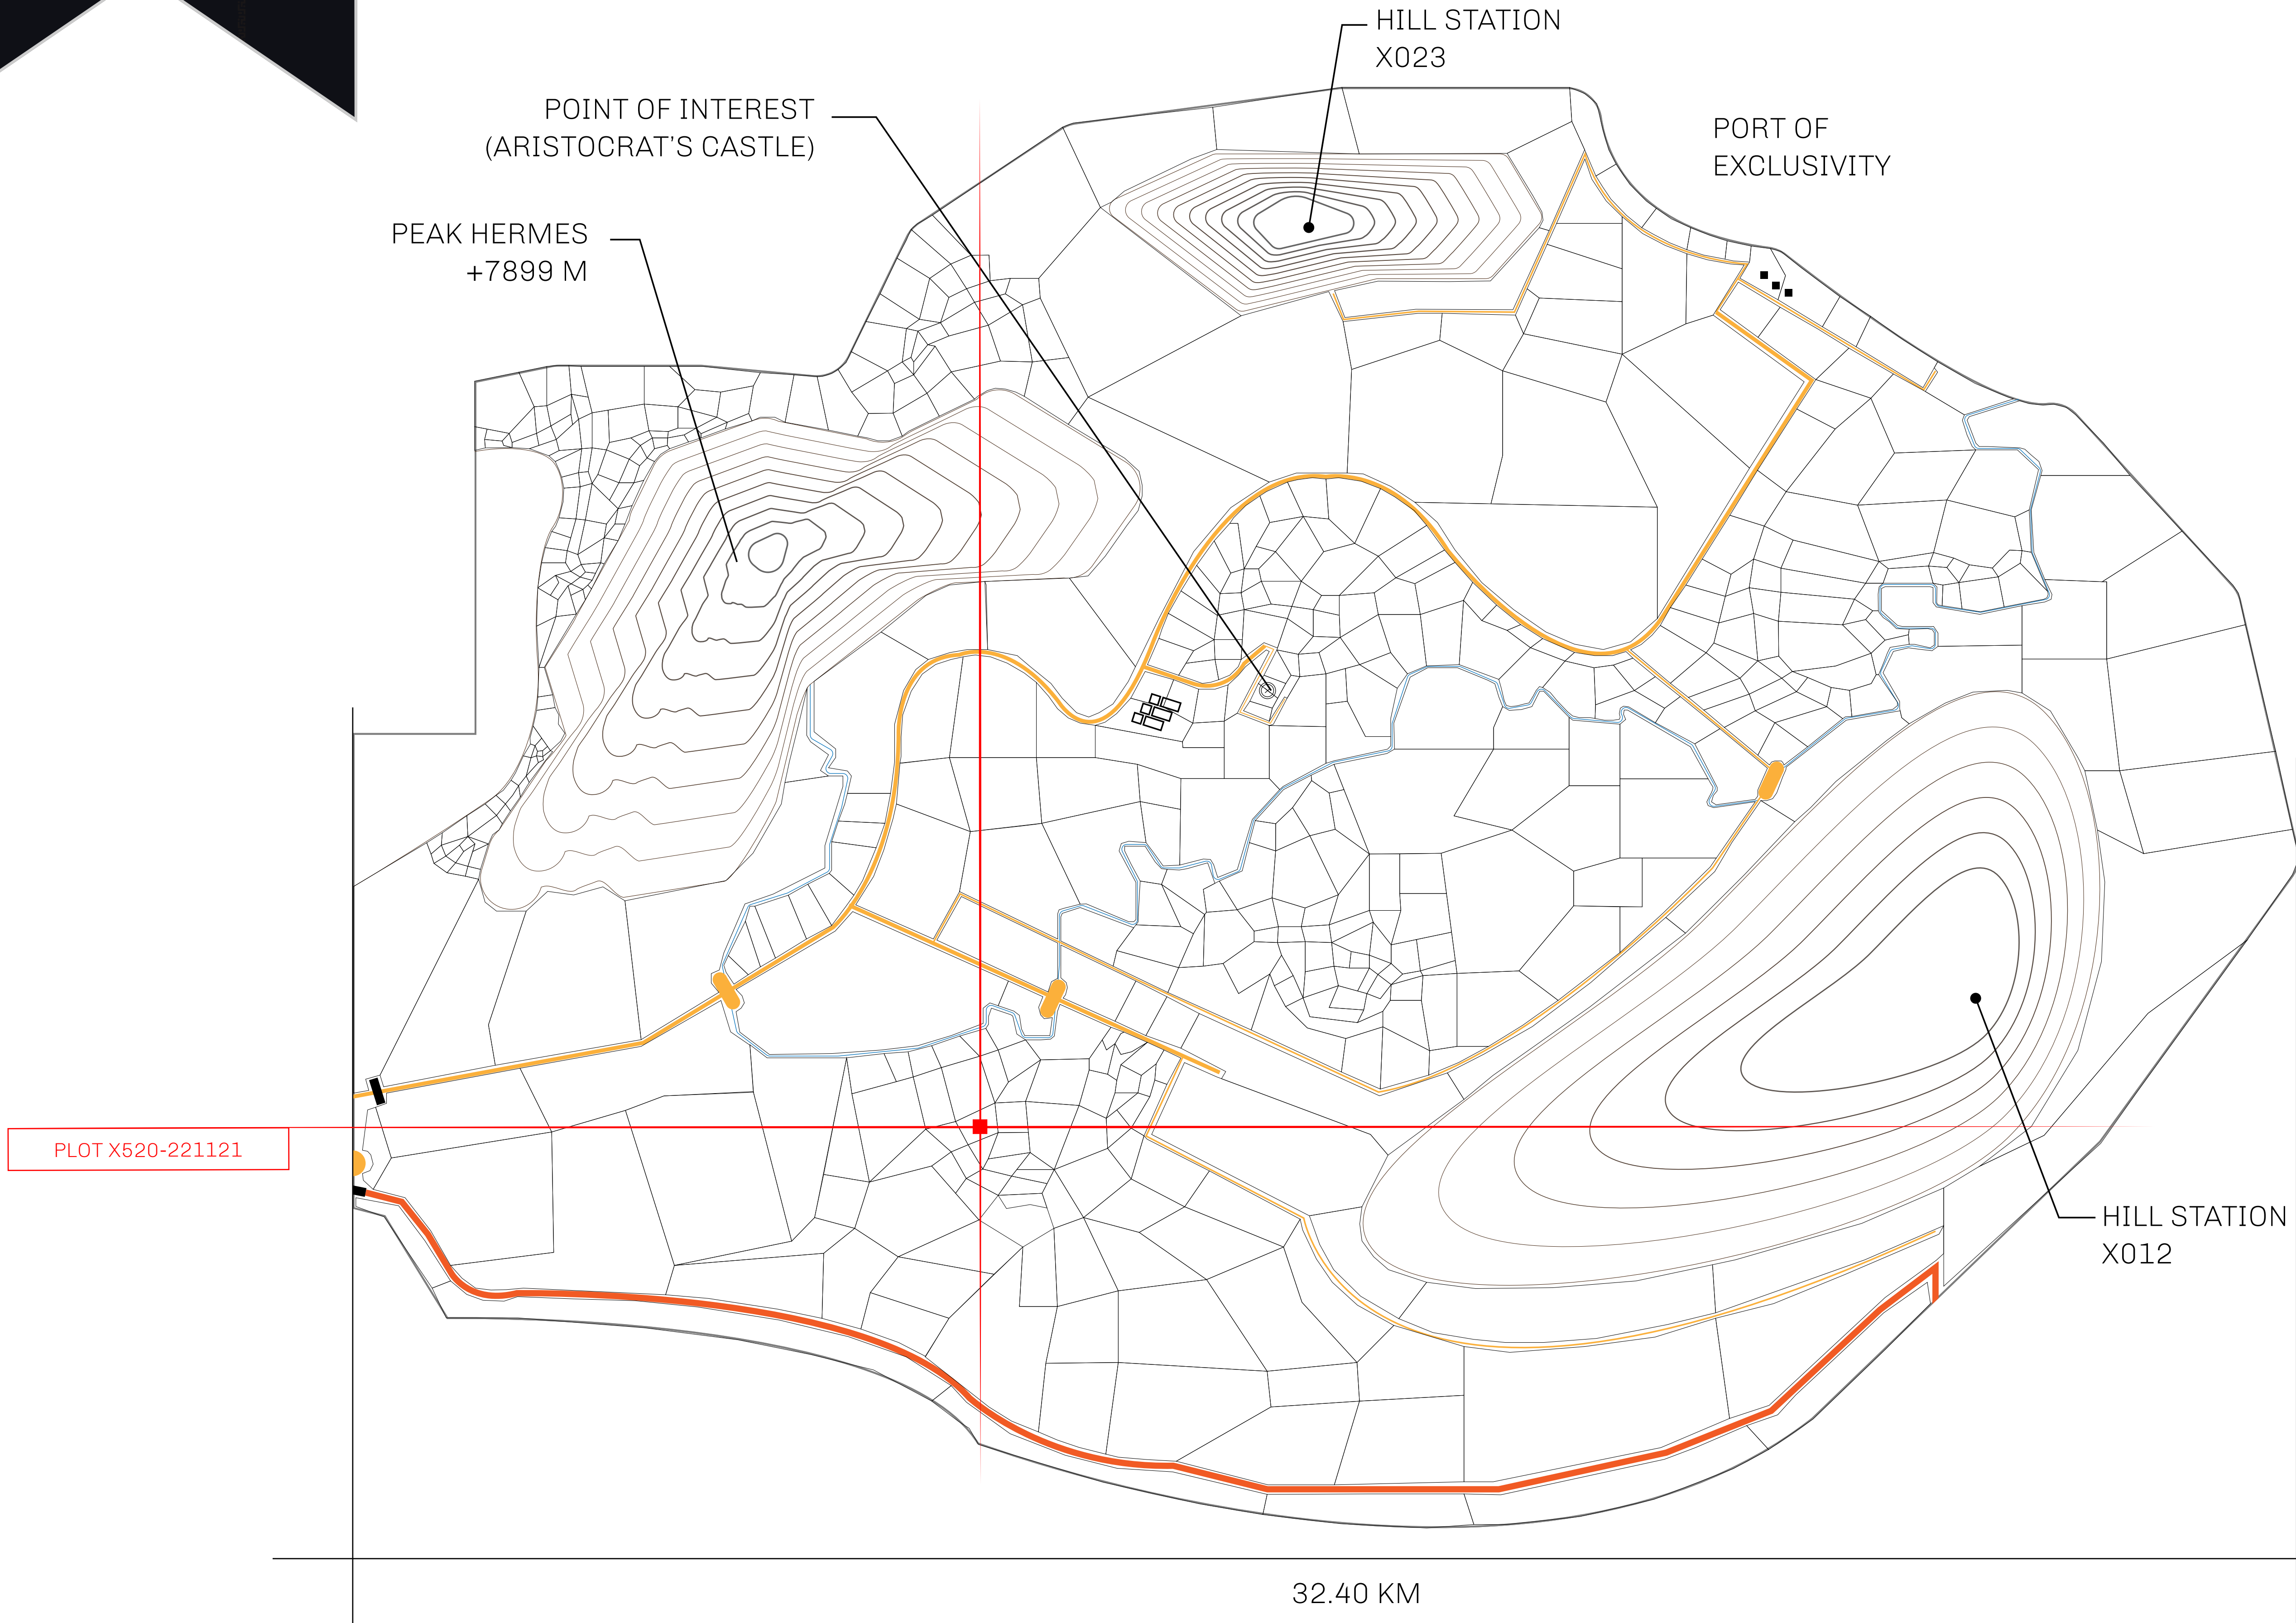 HILL STATION
X023
POINT OF INTEREST
(ARISTOCRAT'S CASTLE)
PORT OF
EXCLUSIVITY
PEAK HERMES
+7899 M
PLOT X520-221121
HILL STATION
X012
32.40 KM